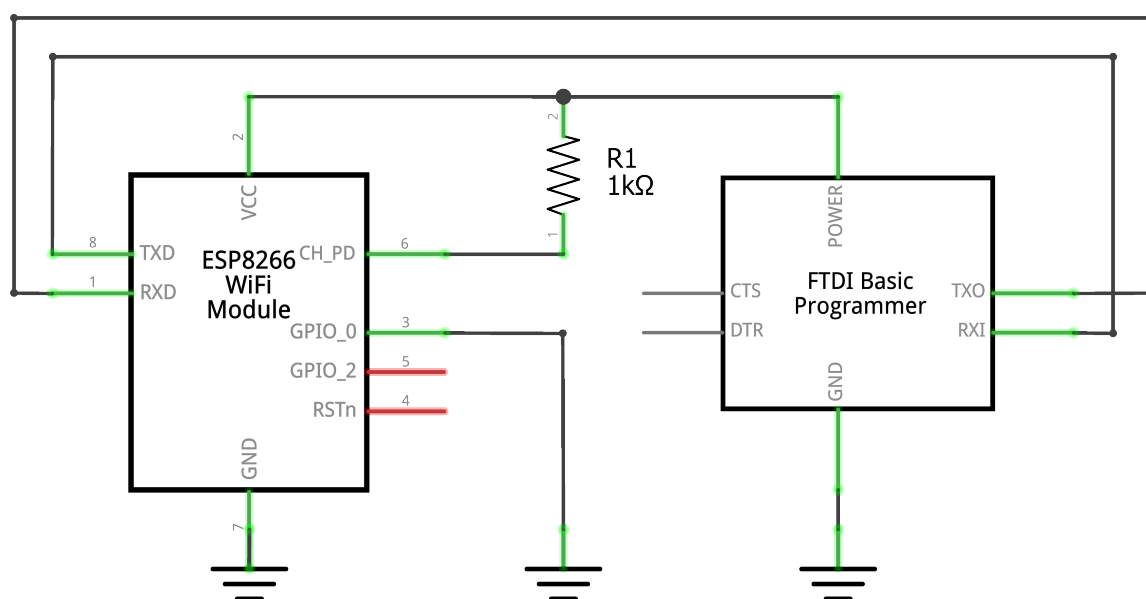 2
VCC
2
R1
1kΩ
POWER
8
TXD
1
RXD
ESP8266
WiFi
Module
CH_PD
6
1
GPIO_0
3
GPIO_2
5
RSTn
4
GND
7
CTS
DTR
FTDI Basic
Programmer
TXO
RXI
GND